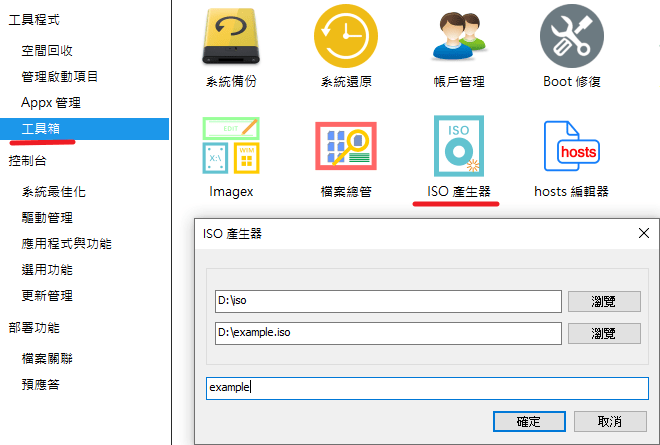 工具程式
空間回收
管理啟動項目
Appx 管理
工具箱
控制台
系統最佳化
驅動管理
應用程式與功能
選用功能
更新管理
部署功能
檔案關聯
預應答
系統備份
系統還原
帳戶管理
Boot 修復
EDIT
X:\
WIM
Imagex
檔案總管
ISO
ISO 產生器
hosts
hosts 編輯器
ISO 產生器
D:\iso
瀏覽
D:\example.iso
瀏覽
example
確定
取消